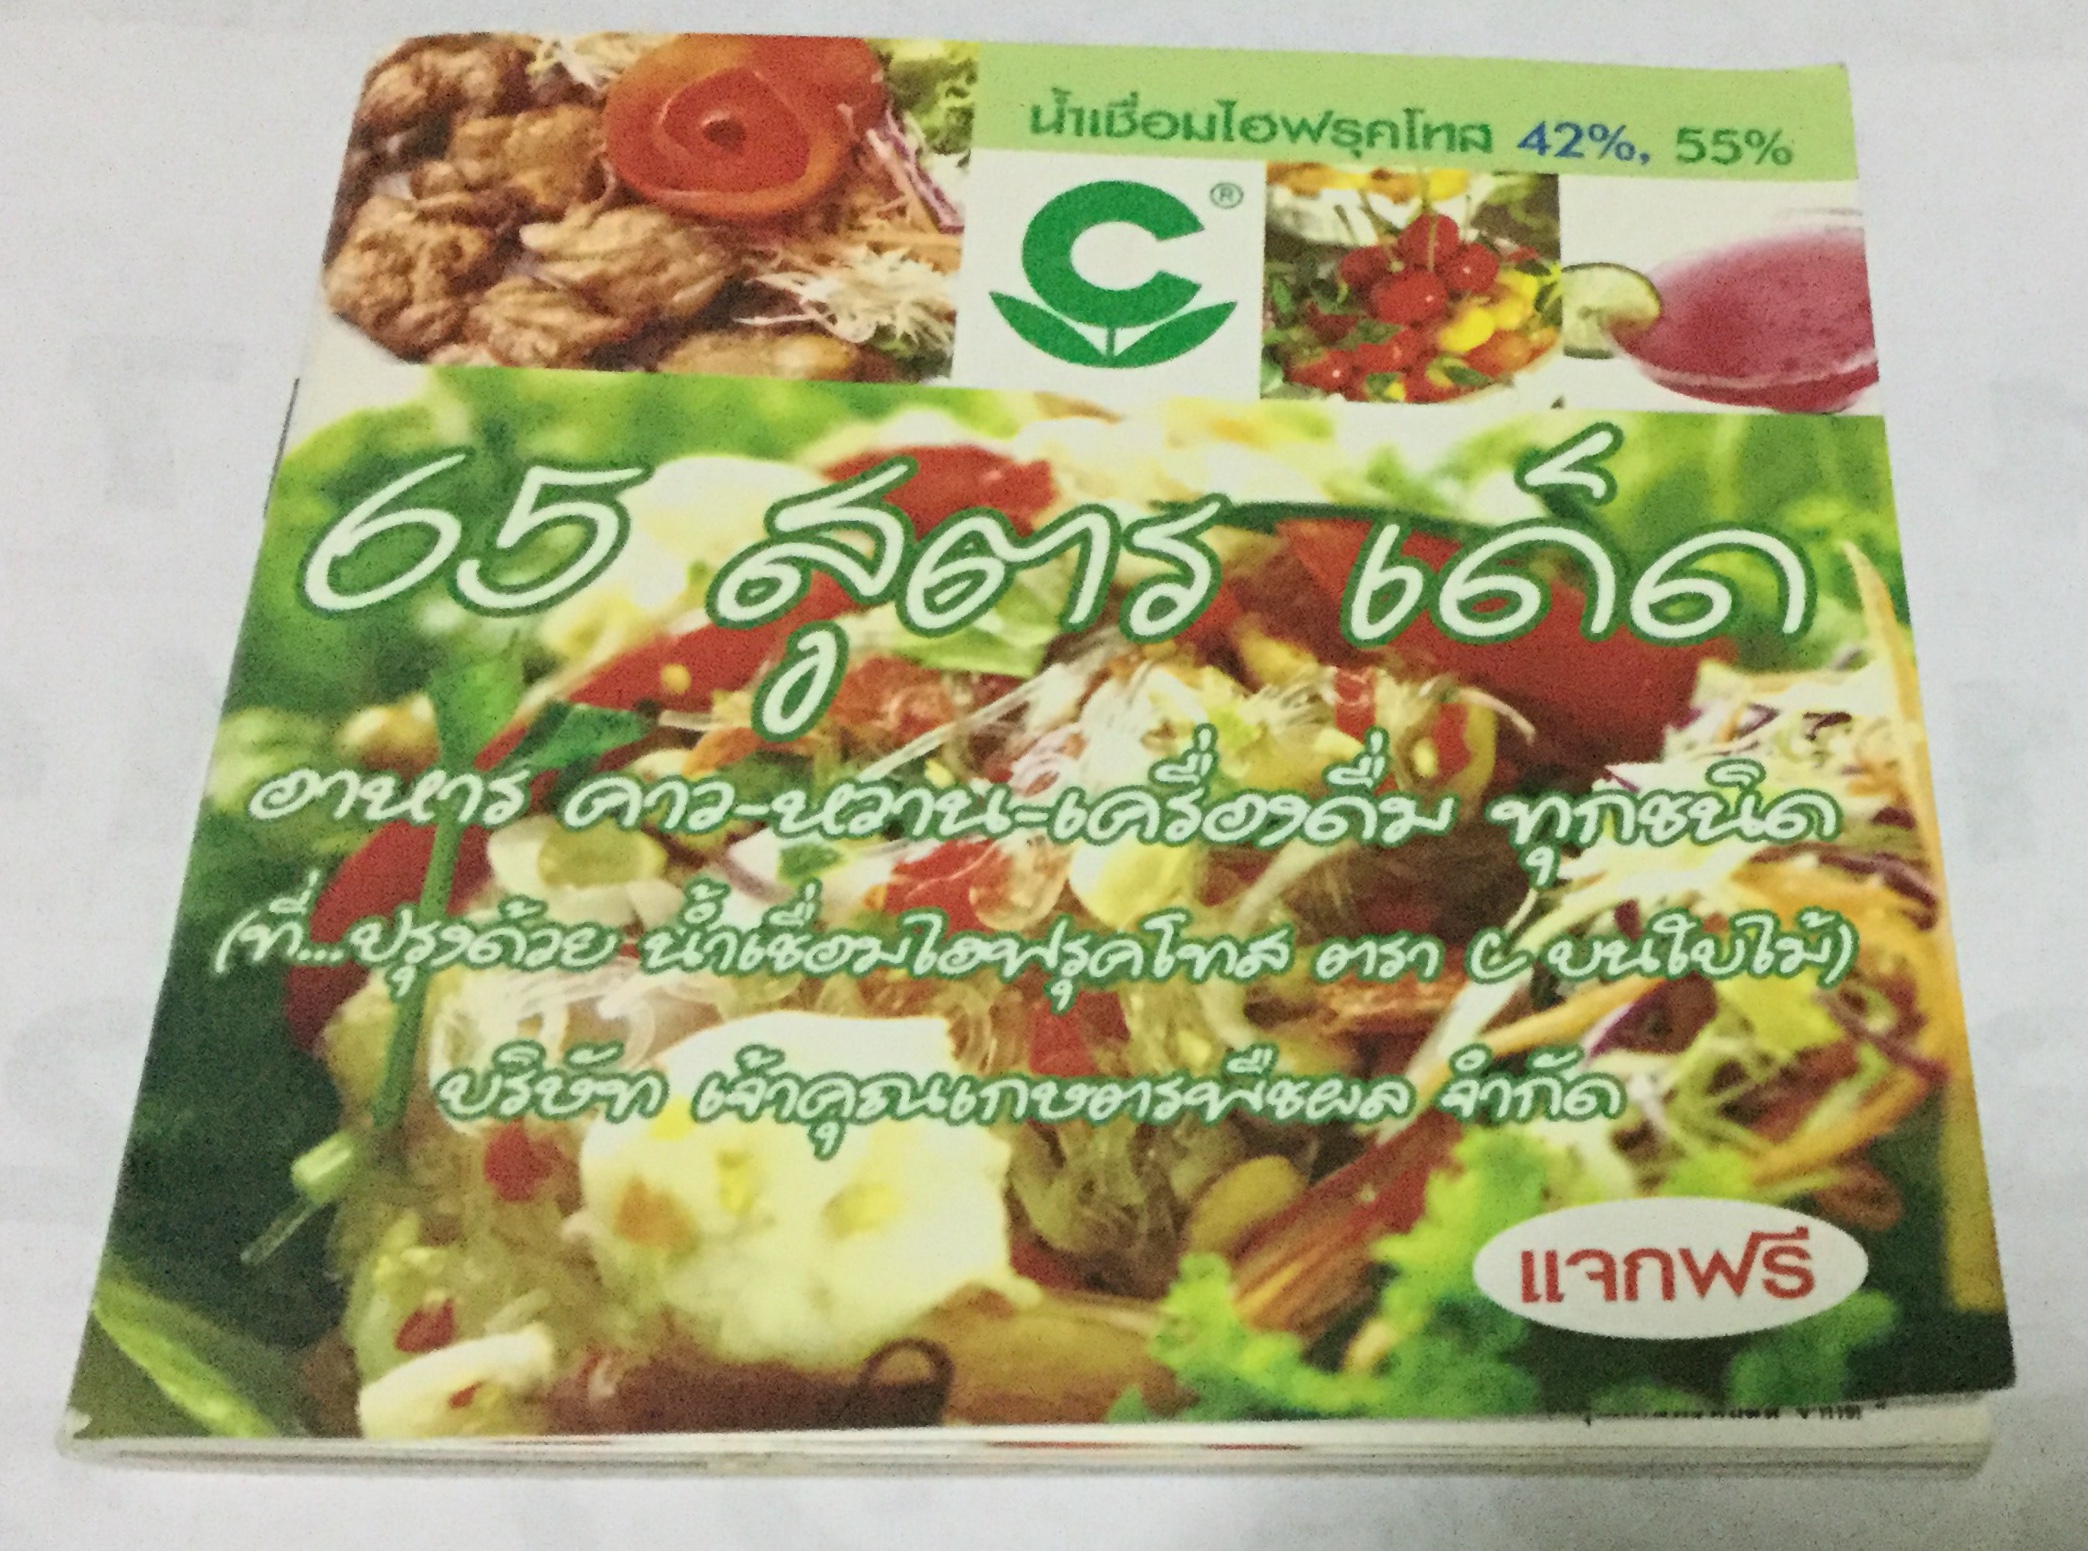 น้ำเชื่อมไฮฟรุคโทส 42%, 55%
C ®
65 สูตร เด็ด
อาหาร คาว-หวาน-เครื่องดื่ม ทุกชนิด
(ที่...ปรุงด้วย น้ำเชื่อมไฮฟรุคโทส ตรา C บนใบไม้)
บริษัท เจ้าคุณเกษตรพืชผล จำกัด
แจกฟรี